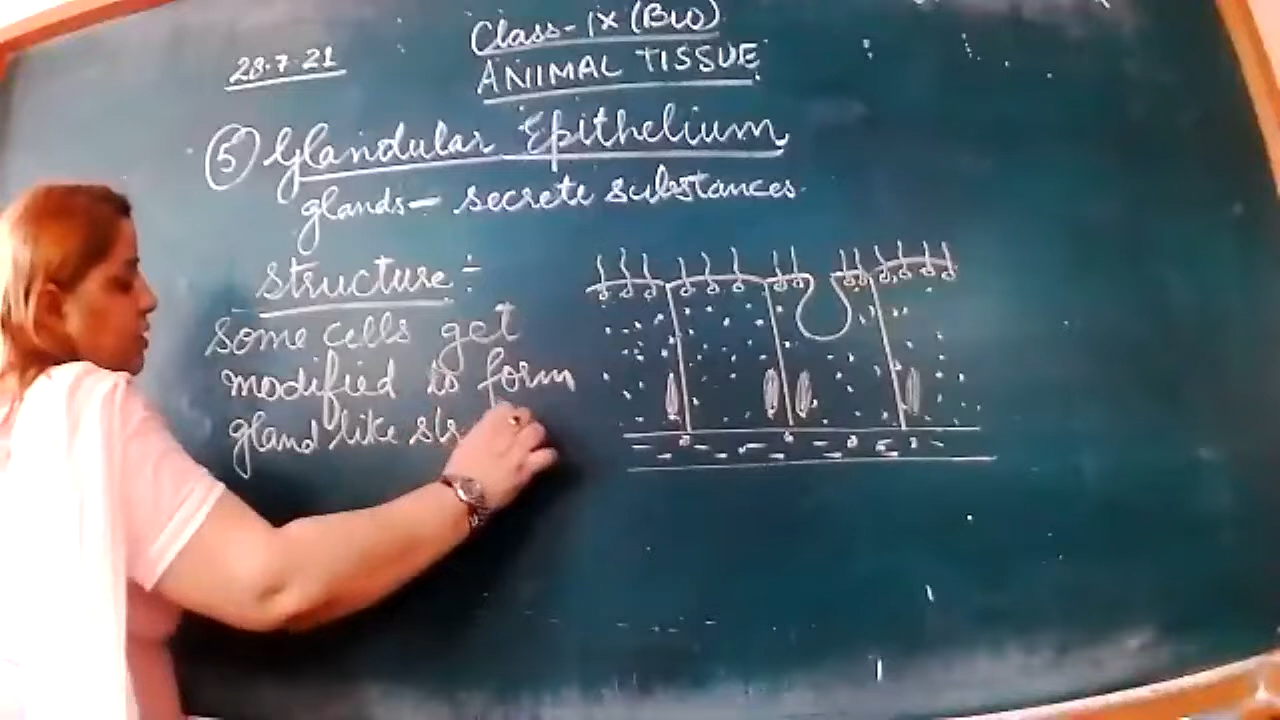 28.7.21
Class-IX (BIO)
ANIMAL TISSUE
⑤ Glandular Epithelium
glands- secrete substances
structure:-
some cells get
modified to form
gland like